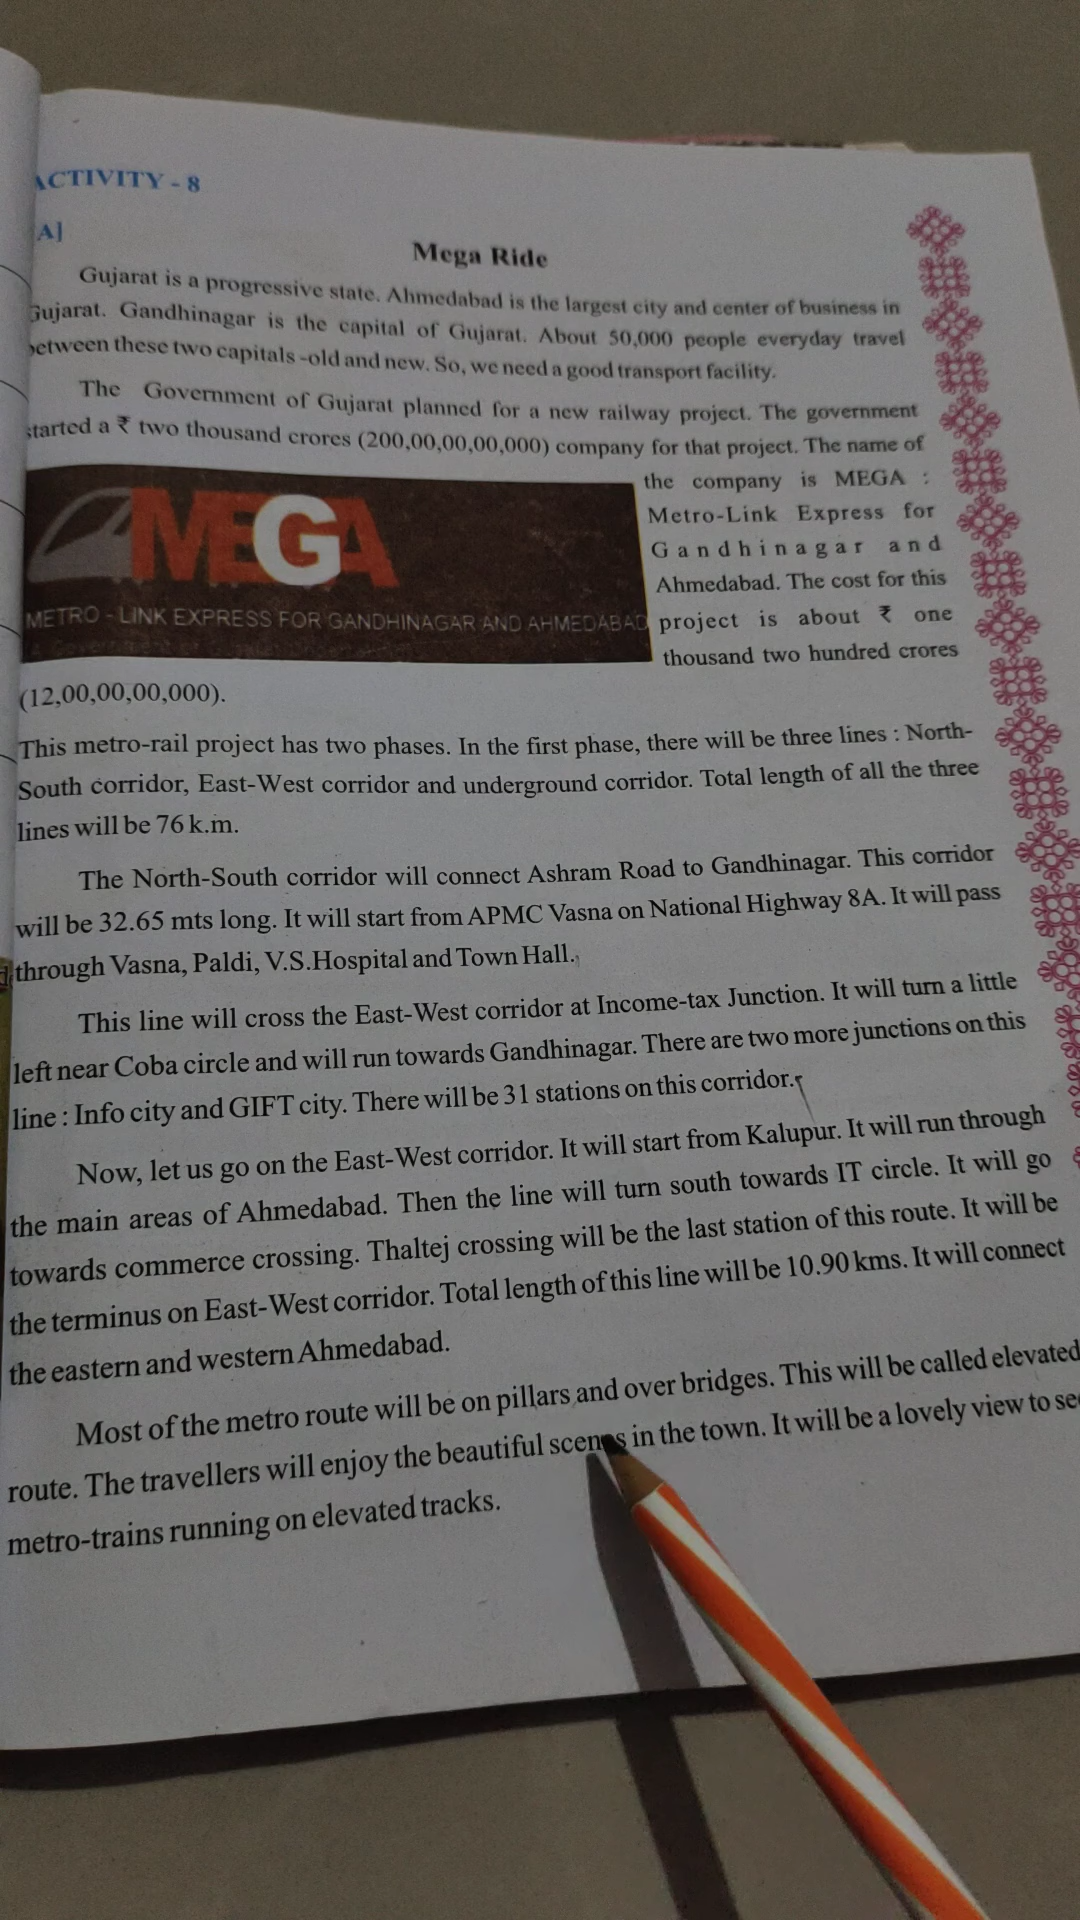 ACTIVITY - 8
A]
Mega Ride
Gujarat is a progressive state. Ahmedabad is the largest city and center of business in
Gujarat. Gandhinagar is the capital of Gujarat. About 50,000 people everyday travel
between these two capitals -old and new. So, we need a good transport facility.
The Government of Gujarat planned for a new railway project. The government
started a ₹ two thousand crores (200,00,00,00,000) company for that project. The name of
the company is MEGA :
Metro-Link Express for
Gandhinagar and
Ahmedabad. The cost for this
project is about ₹ one
thousand two hundred crores
MEGA
METRO - LINK EXPRESS FOR GANDHINAGAR AND AHMEDABAD
A Government of Gujarat Undertaking
(12,00,00,00,000).
This metro-rail project has two phases. In the first phase, there will be three lines : North-
South corridor, East-West corridor and underground corridor. Total length of all the three
lines will be 76 k.m.
The North-South corridor will connect Ashram Road to Gandhinagar. This corridor
will be 32.65 mts long. It will start from APMC Vasna on National Highway 8A. It will pass
through Vasna, Paldi, V.S.Hospital and Town Hall.
This line will cross the East-West corridor at Income-tax Junction. It will turn a little
left near Coba circle and will run towards Gandhinagar. There are two more junctions on this
line : Info city and GIFT city. There will be 31 stations on this corridor.
Now, let us go on the East-West corridor. It will start from Kalupur. It will run through
the main areas of Ahmedabad. Then the line will turn south towards IT circle. It will go
towards commerce crossing. Thaltej crossing will be the last station of this route. It will be
the terminus on East-West corridor. Total length of this line will be 10.90 kms. It will connect
the eastern and western Ahmedabad.
Most of the metro route will be on pillars and over bridges. This will be called elevated
route. The travellers will enjoy the beautiful scenes in the town. It will be a lovely view to see
metro-trains running on elevated tracks.